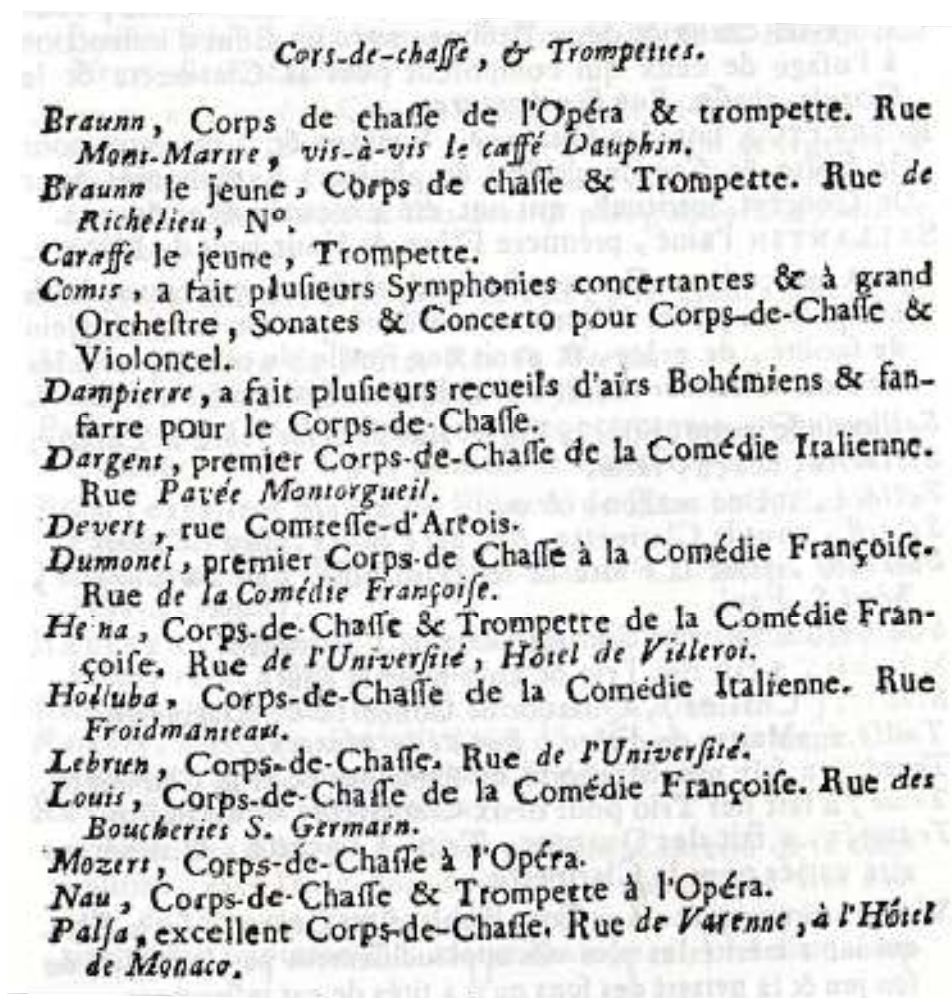 Cors-de-chaſſe, & Trompettes.
Braunn, Corps de chaſſe de l'Opéra & trompette. Rue
Mont-Martre, vis-à-vis le caffé Dauphin.
Braunn le jeune, Corps de chaſſe & Trompette. Rue de
Richelieu, Nº.
Caraffe le jeune, Trompette.
Comis, a fait pluſieurs Symphonies concertantes & à grand
Orcheſtre, Sonates & Concerto pour Corps-de-Chaſſe &
Violoncel.
Dampierre, a fait pluſieurs recueils d'airs Bohémiens & fan-
farre pour le Corps-de-Chaſſe.
Dargent, premier Corps-de-Chaſſe de la Comédie Italienne.
Rue Pavée Montorgueil.
Devert, rue Comteſſe-d'Artois.
Dumonel, premier Corps-de Chaſſe à la Comédie Françoiſe.
Rue de la Comédie Françoiſe.
He na, Corps-de-Chaſſe & Trompette de la Comédie Fran-
çoiſe. Rue de l'Univerſité, Hôtel de Villeroi.
Holluba, Corps-de-Chaſſe de la Comédie Italienne. Rue
Froidmanteau.
Lebrun, Corps-de-Chaſſe. Rue de l'Univerſité.
Louis, Corps-de-Chaſſe de la Comédie Françoiſe. Rue des
Boucheries S. Germain.
Mozert, Corps-de-Chaſſe à l'Opéra.
Nau, Corps-de-Chaſſe & Trompette à l'Opéra.
Palſa, excellent Corps-de-Chaſſe. Rue de Varenne, à l'Hôtel
de Monaco.